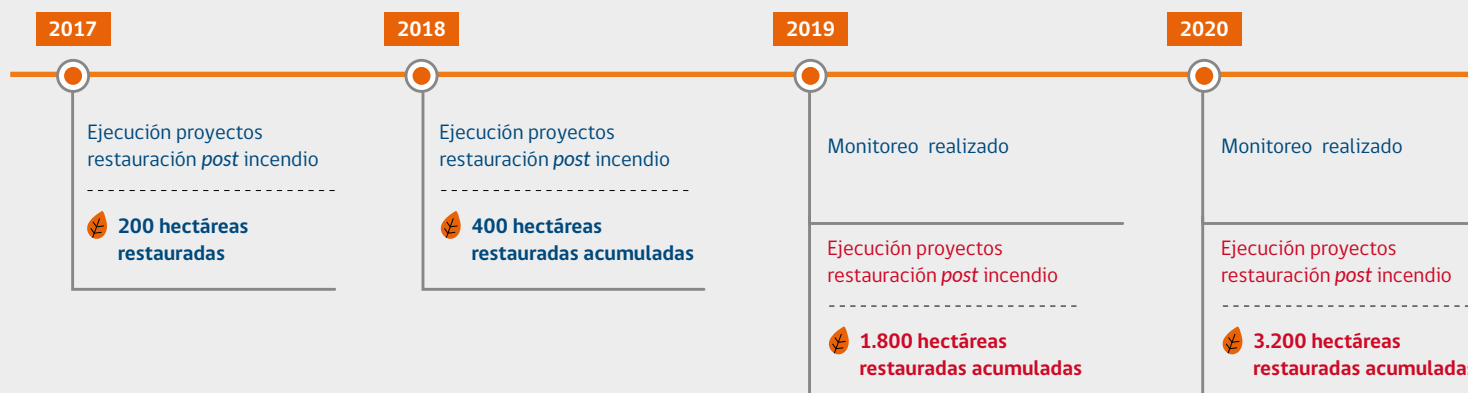 2017
Ejecución proyectos
restauración post incendio
200 hectáreas
restauradas
2018
Ejecución proyectos
restauración post incendio
400 hectáreas
restauradas acumuladas
2019
Monitoreo realizado
Ejecución proyectos
restauración post incendio
1.800 hectáreas
restauradas acumuladas
2020
Monitoreo realizado
Ejecución proyectos
restauración post incendio
3.200 hectáreas
restauradas acumuladas